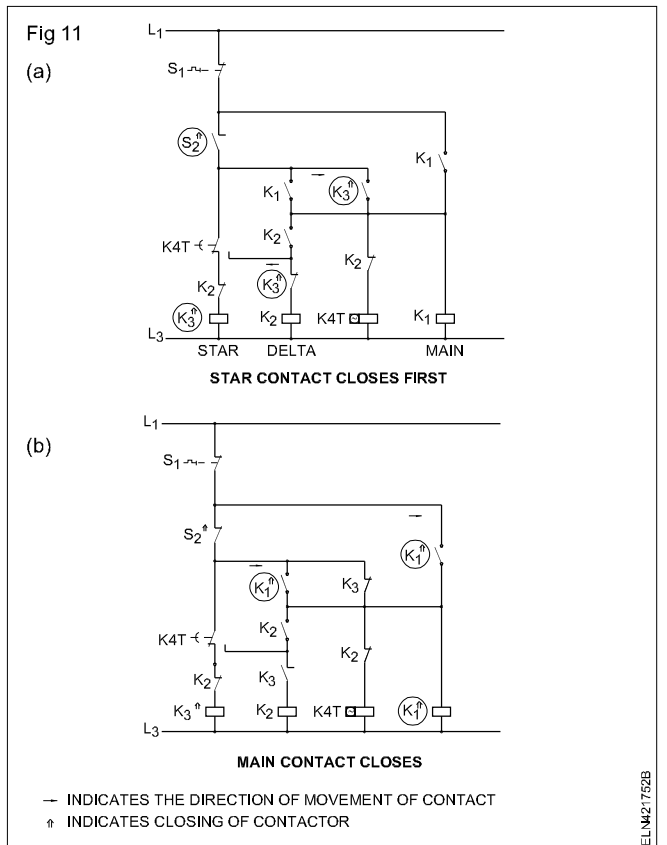 Fig 11
(a)
L1
S1
S2
K1
K1
K3
K4T
K2
K2
K2
K3
K3
K2
K4T
K1
L3
STAR DELTA MAIN
STAR CONTACT CLOSES FIRST
(b)
L1
S1
S2
K1
K1
K3
K4T
K2
K2
K2
K3
K3
K2
K4T
K1
L3
MAIN CONTACT CLOSES
→ INDICATES THE DIRECTION OF MOVEMENT OF CONTACT
⇑ INDICATES CLOSING OF CONTACTOR
ELN421752B